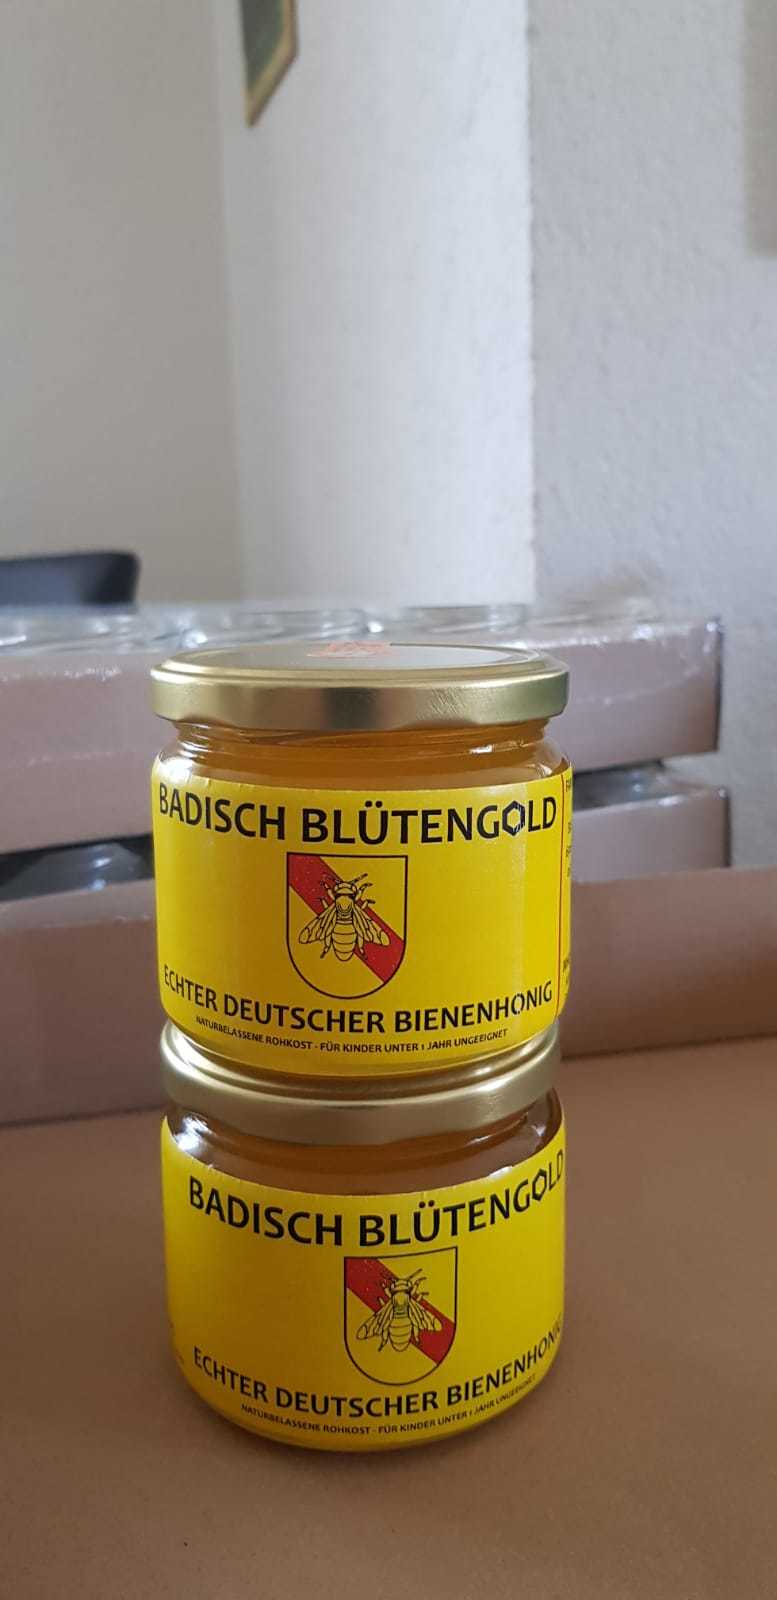 BADISCH BLÜTENGOLD
ECHTER DEUTSCHER BIENENHONIG
NATURBELASSENE ROHKOST - FÜR KINDER UNTER 1 JAHR UNGEEIGNET
BADISCH BLÜTENGOLD
ECHTER DEUTSCHER BIENENHONIG
NATURBELASSENE ROHKOST - FÜR KINDER UNTER 1 JAHR UNGEEIGNET